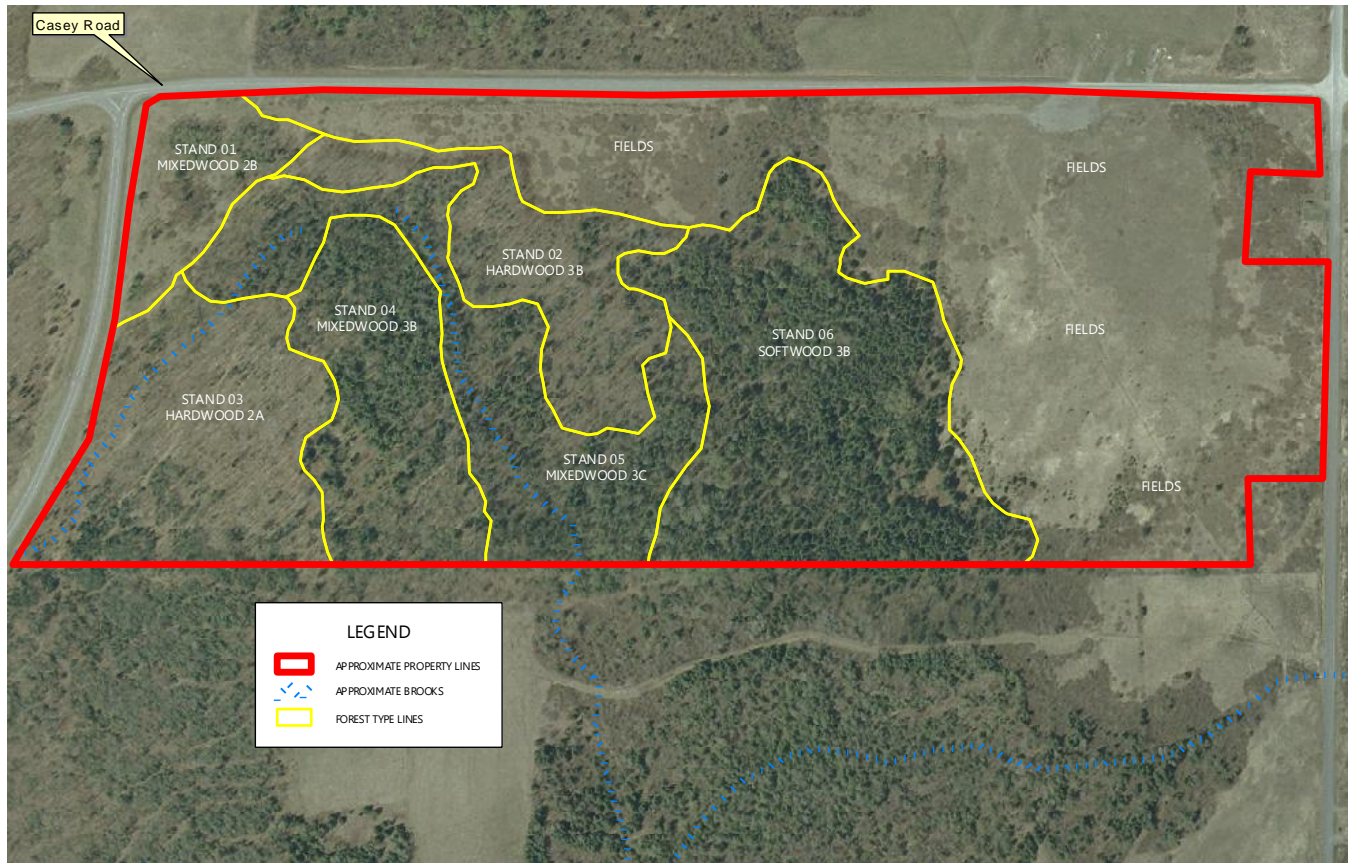 Casey Road
STAND 01
MIXEDWOOD 2B
FIELDS
FIELDS
STAND 02
HARDWOOD 3B
STAND 04
MIXEDWOOD 3B
FIELDS
STAND 06
SOFTWOOD 3B
STAND 03
HARDWOOD 2A
STAND 05
MIXEDWOOD 3C
FIELDS
LEGEND
APPROXIMATE PROPERTY LINES
APPROXIMATE BROOKS
FOREST TYPE LINES